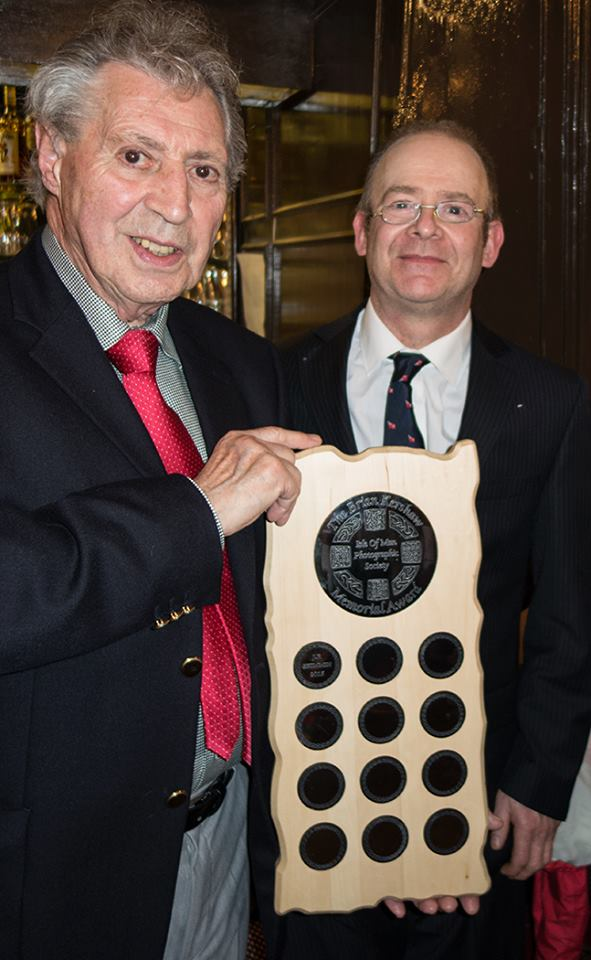 The Brian Kershaw
Isle Of Man
Photographic
Society
Memorial Award
2015